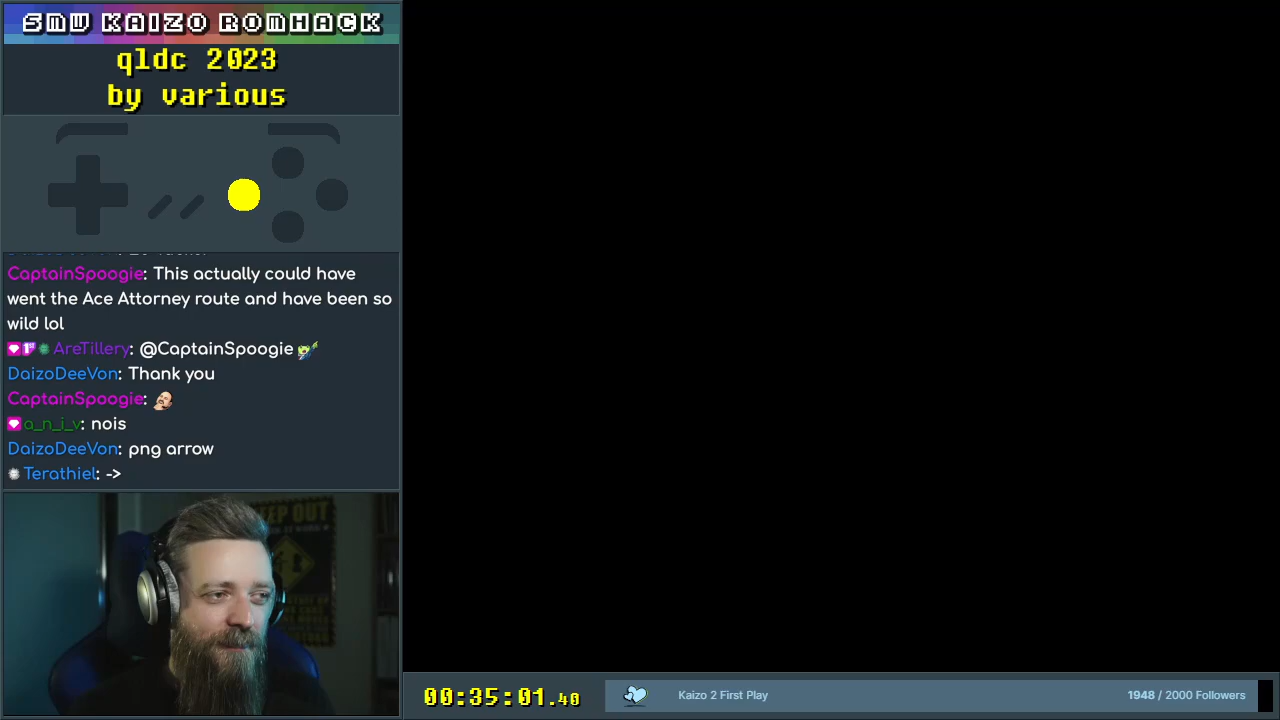 SMW KAIZO ROMHACK
qldc 2023
by various
CaptainSpoogie: This actually could have
went the Ace Attorney route and have been so
wild lol
AreTillery: @CaptainSpoogie
DaizoDeeVon: Thank you
CaptainSpoogie:
a_n_i_v: nois
DaizoDeeVon: png arrow
Terathiel: ->
KEEP OUT
00:35:01.40
Kaizo 2 First Play
1948 / 2000 Followers